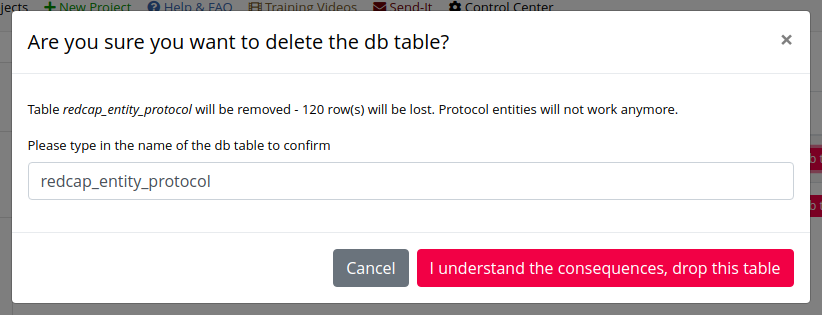 jects New Project Help & FAQ Training Videos Send-It Control Center
Are you sure you want to delete the db table? ×
Table redcap_entity_protocol will be removed - 120 row(s) will be lost. Protocol entities will not work anymore.
Please type in the name of the db table to confirm
redcap_entity_protocol
Cancel I understand the consequences, drop this table